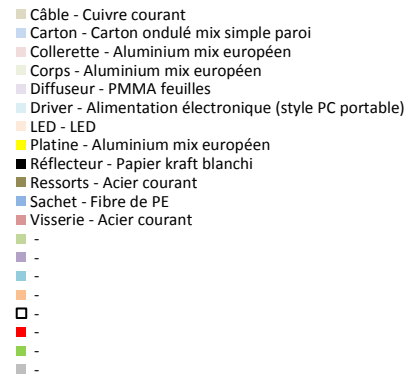 Câble - Cuivre courant
Carton - Carton ondulé mix simple paroi
Collerette - Aluminium mix européen
Corps - Aluminium mix européen
Diffuseur - PMMA feuilles
Driver - Alimentation électronique (style PC portable)
LED - LED
Platine - Aluminium mix européen
Réflecteur - Papier kraft blanchi
Ressorts - Acier courant
Sachet - Fibre de PE
Visserie - Acier courant
-
-
-
-
-
-
-
-